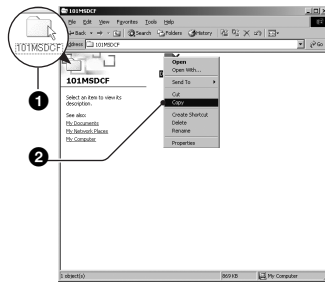 101MSDCF
File Edit View Favorites Tools Help
Back Search Folders History
Address 101MSDCF Go
101MSDCF
101MSDCF
Select an item to view its
description.
See also:
My Documents
My Network Places
My Computer
Open
Open With...
Send To
Cut
Copy
Create Shortcut
Delete
Rename
Properties
1
2
1 object(s) 869 KB My Computer